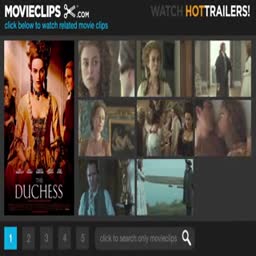 MOVIECLIPS .COM
WATCH HOTTRAILERS!
click below to watch related movie clips
THE
DUCHESS
1 2 3 4 5
click to search only movieclips